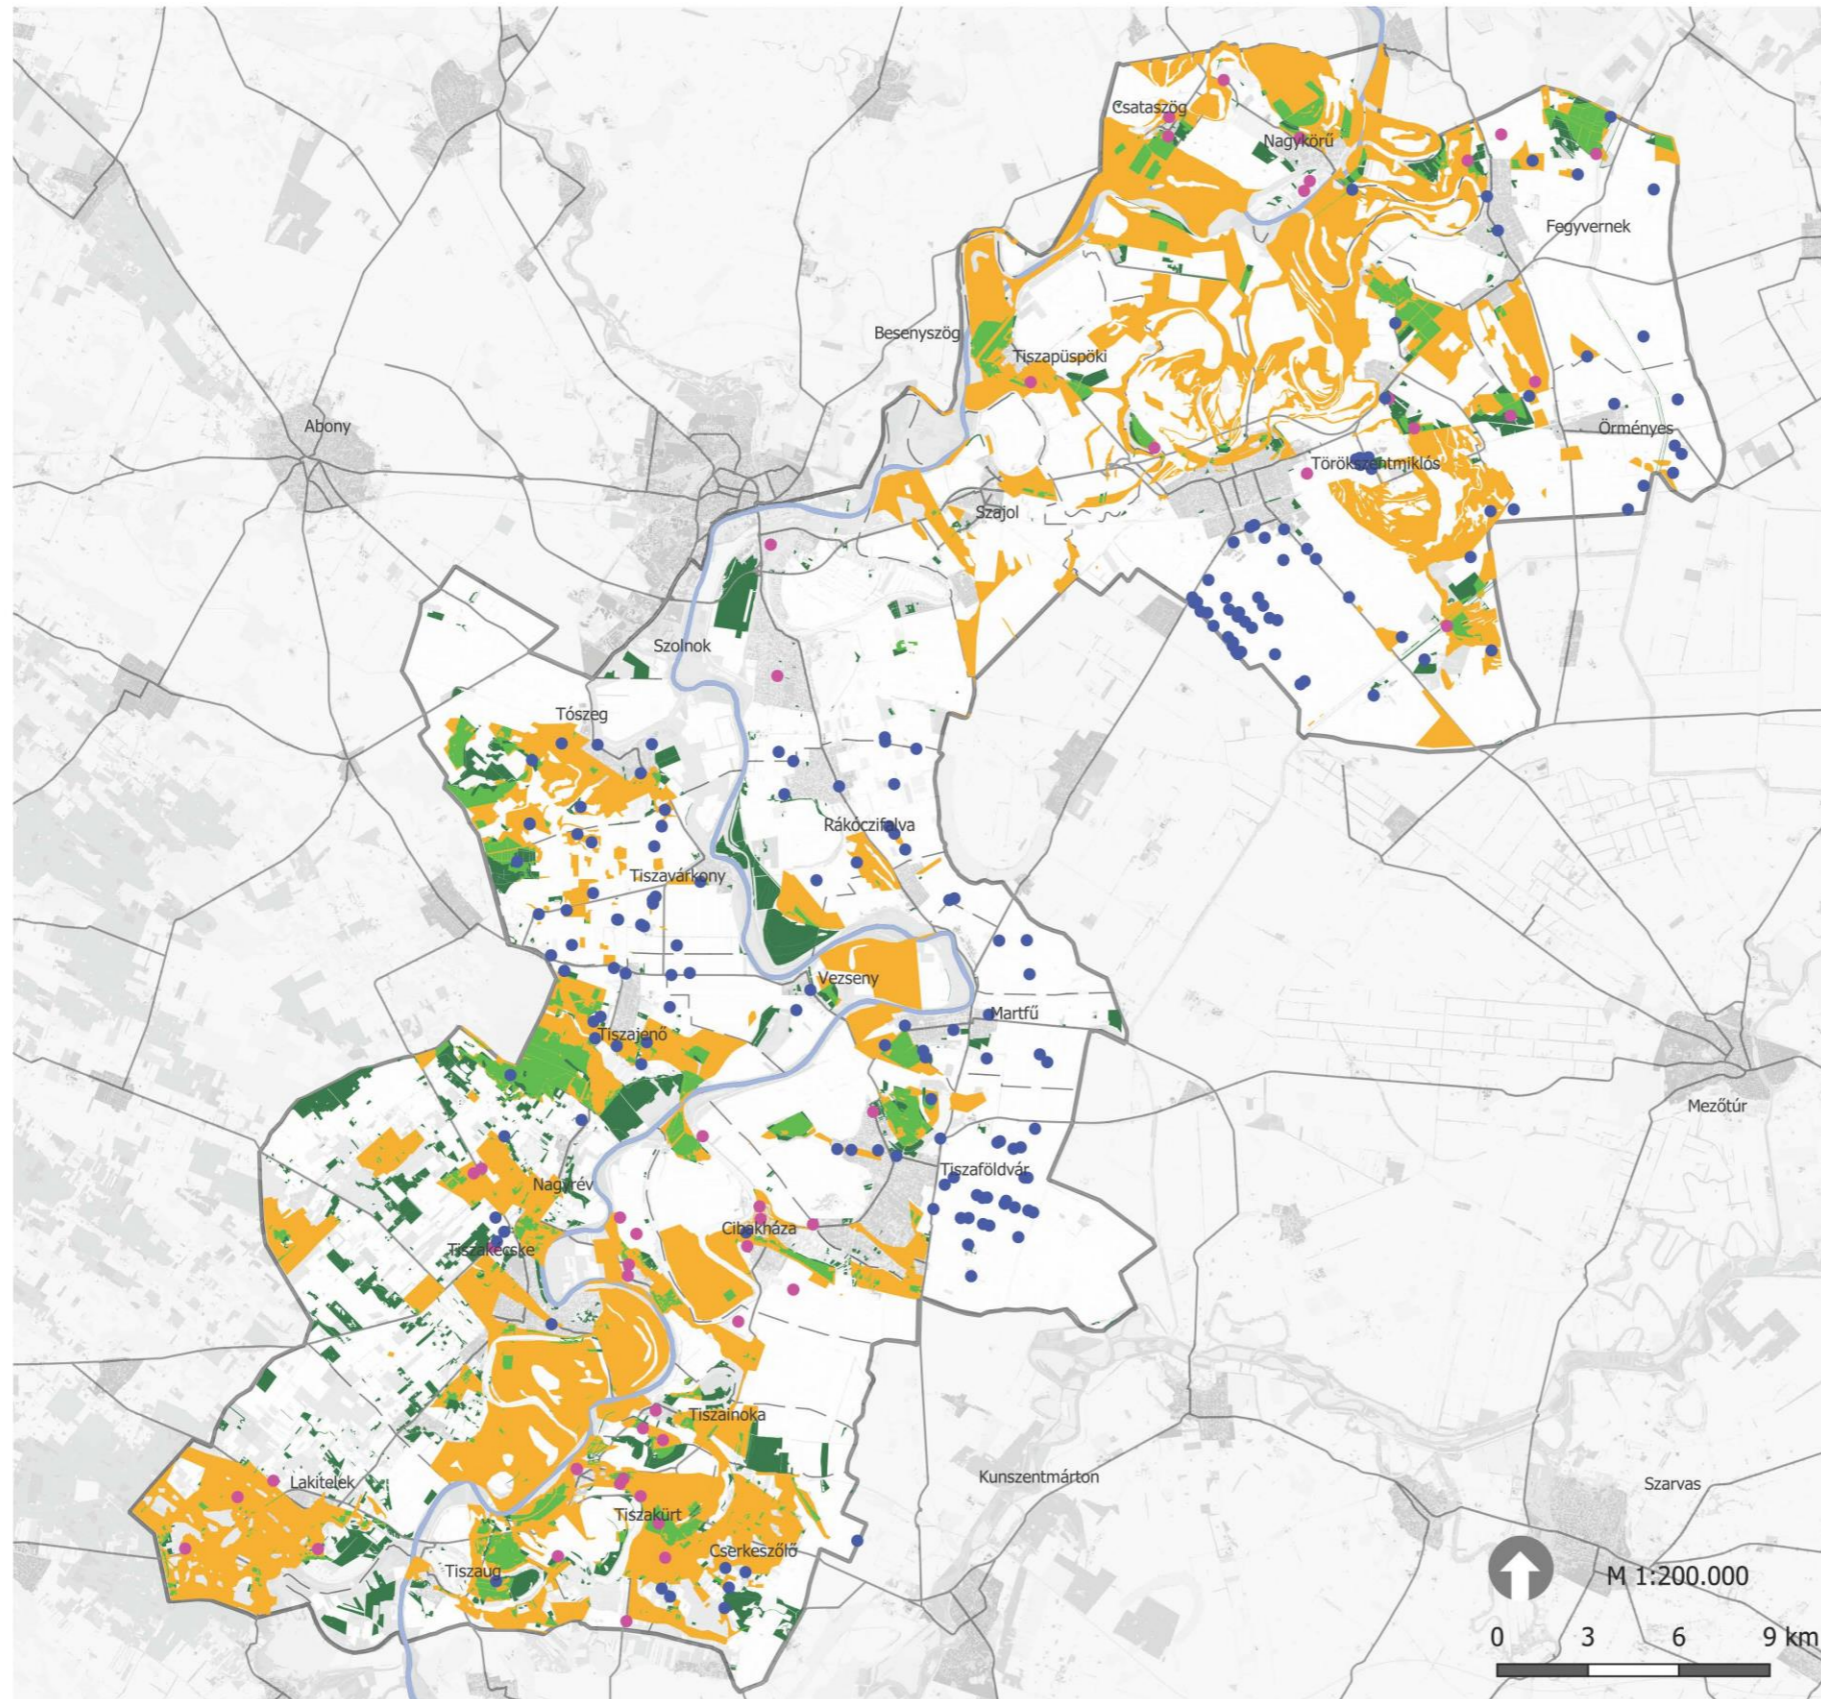 Csataszög
Nagykörű
Fegyvernek
Besenyszög
Tiszapüspöki
Abony
Örményes
Törökszentmiklós
Szajol
Szolnok
Tószeg
Rákóczifalva
Tiszavárkony
Vezseny
Martfű
Tiszajenő
Mezőtúr
Tiszaföldvár
Nagyrév
Cibakháza
Tiszakécske
Tiszainoka
Kunszentmárton
Lakitelek
Szarvas
Tiszakürt
Cserkeszőlő
Tiszaug
M 1:200.000
0 3 6 9 km